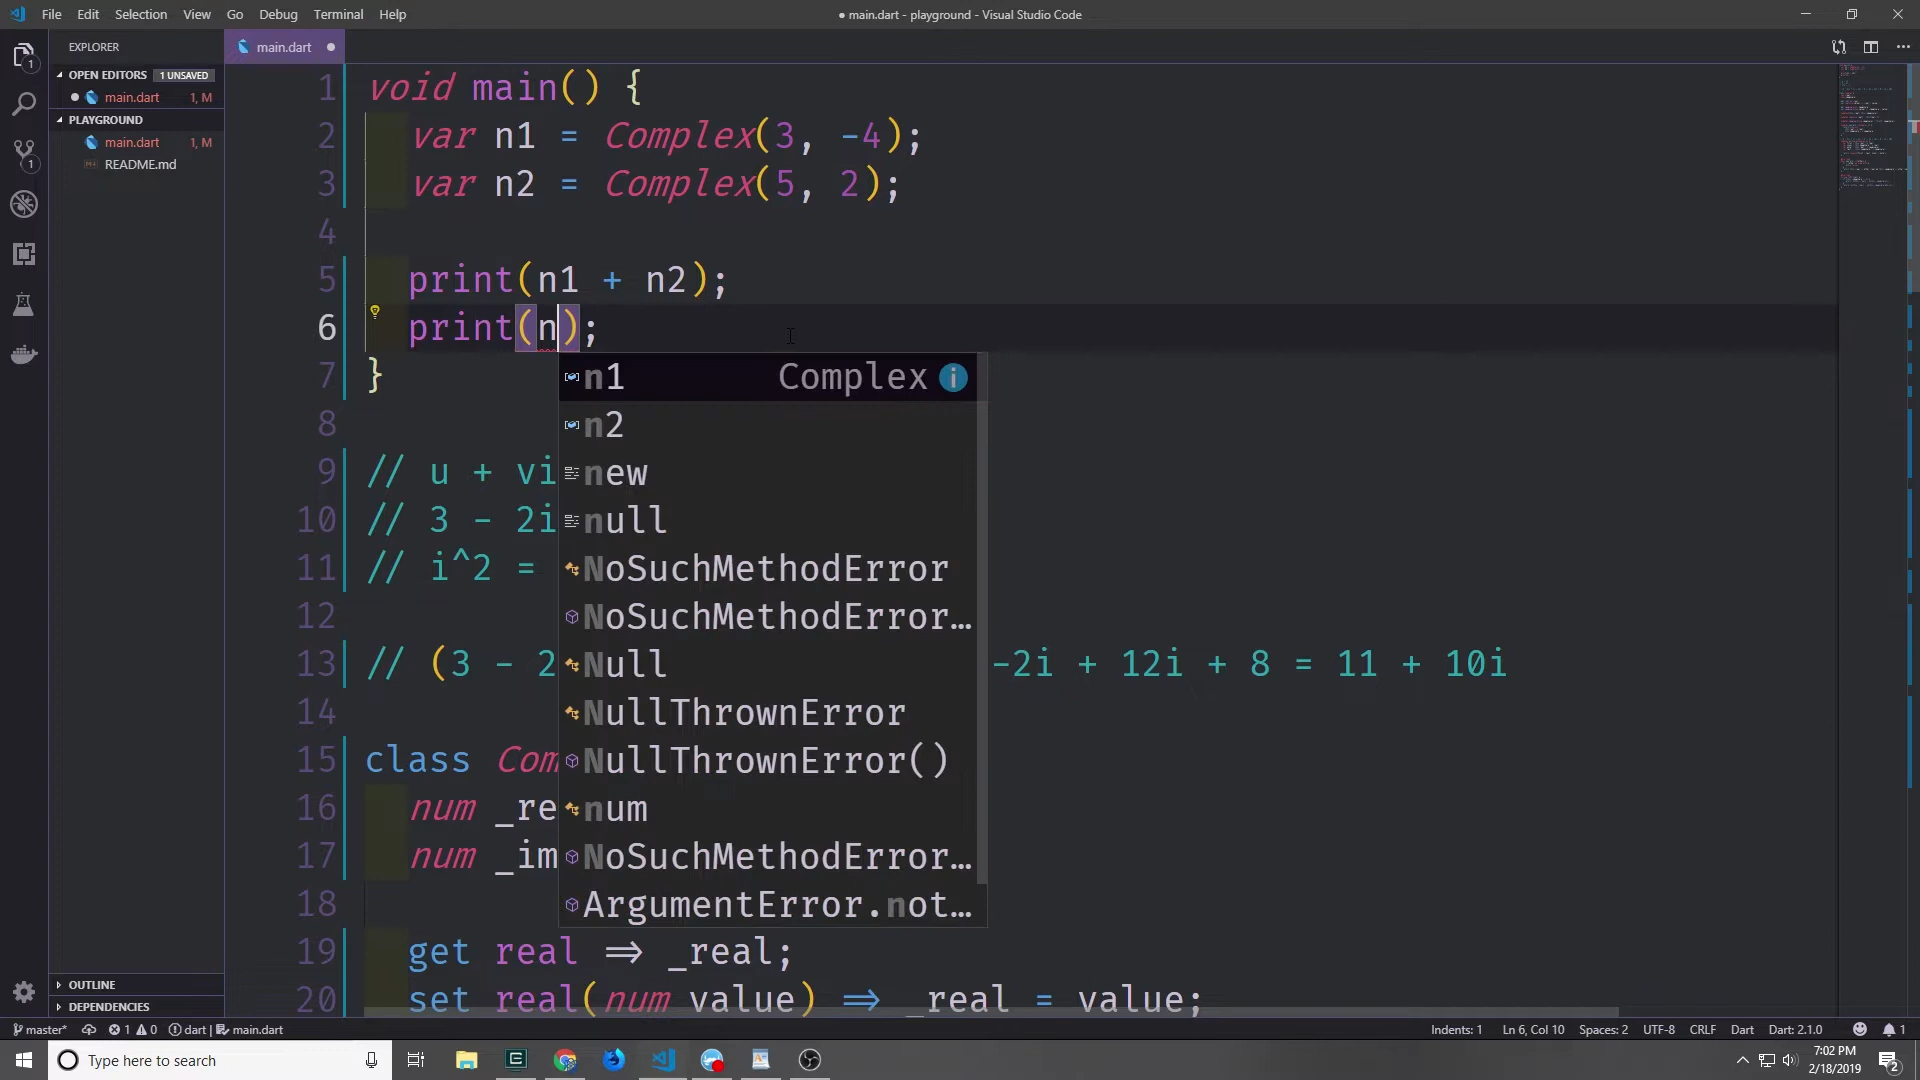 File Edit Selection View Go Debug Terminal Help
● main.dart - playground - Visual Studio Code
EXPLORER
main.dart
OPEN EDITORS 1 UNSAVED
main.dart 1, M
PLAYGROUND
main.dart 1, M
README.md
1
1
1 void main() {
2 var n1 = Complex(3, -4);
3 var n2 = Complex(5, 2);
4
5 print(n1 + n2);
6 print(n);
7 }
8
9 // u + vi
10 // 3 - 2i
11 // i^2 =
12
13 // (3 - 2 -2i + 12i + 8 = 11 + 10i
14
15 class Com
16 num _re
17 num _im
18
19 get real => _real;
20 set real(num value) => _real = value;
n1 Complex
n2
new
null
NoSuchMethodError
NoSuchMethodError…
Null
NullThrownError
NullThrownError()
num
NoSuchMethodError…
ArgumentError.not…
OUTLINE
DEPENDENCIES
master* 1 0 dart main.dart Indents: 1 Ln 6, Col 10 Spaces: 2 UTF-8 CRLF Dart Dart: 2.1.0 1
Type here to search
7:02 PM
2/18/2019
2